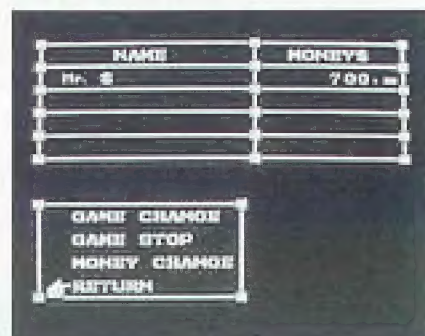 NAME MONEYS
Mr. $ 700.
GAME CHANGE
GAME STOP
MONEY CHANGE
RETURN